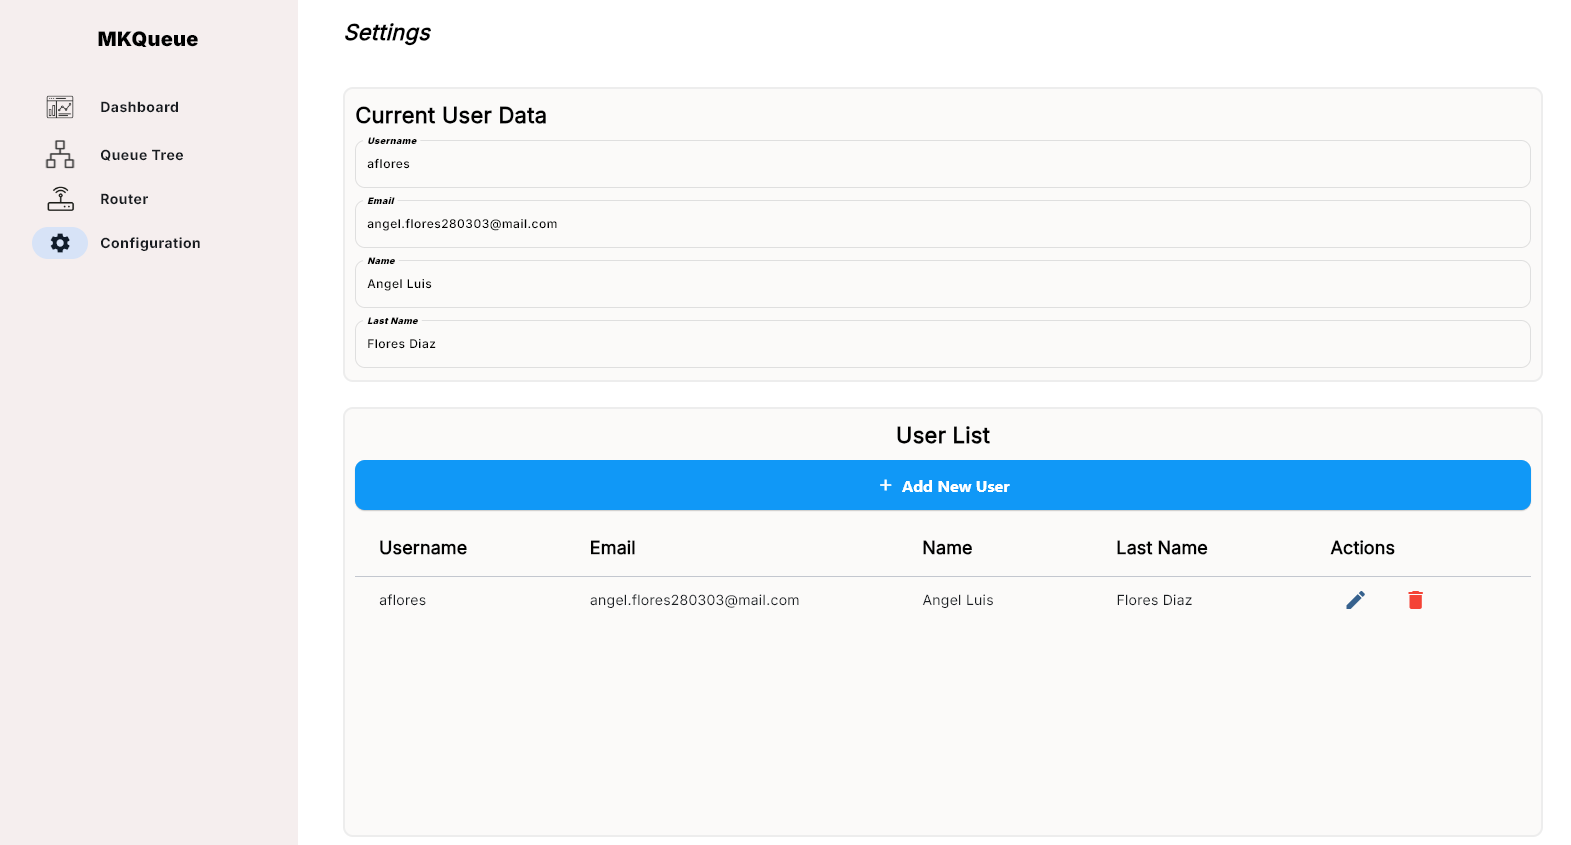 MKQueue
Dashboard
Queue Tree
Router
Configuration
Settings
Current User Data
Username
aflores
Email
angel.flores280303@mail.com
Name
Angel Luis
Last Name
Flores Diaz
User List
+ Add New User
Username Email Name Last Name Actions
aflores angel.flores280303@mail.com Angel Luis Flores Diaz